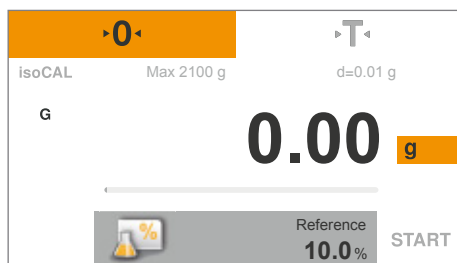 0 T
isoCAL Max 2100 g d=0.01 g
G
0.00 g
%
Reference
10.0 %
START